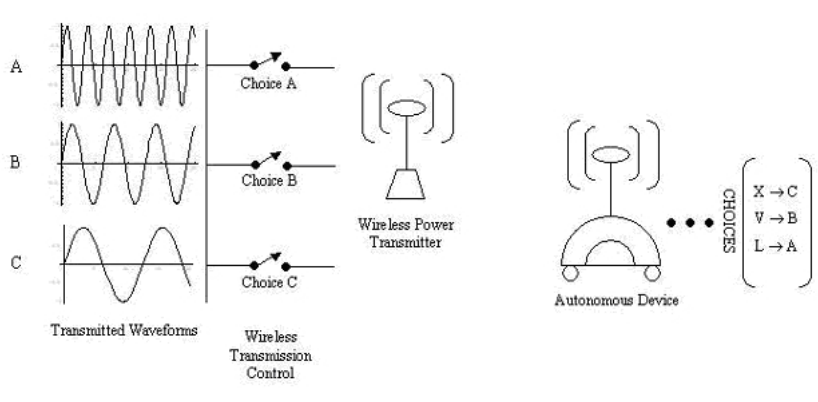 A
Choice A
B
Choice B
C
Choice C
Transmitted Waveforms
Wireless
Transmission
Control
Wireless Power
Transmitter
Autonomous Device
CHOICES
X → C
V → B
L → A